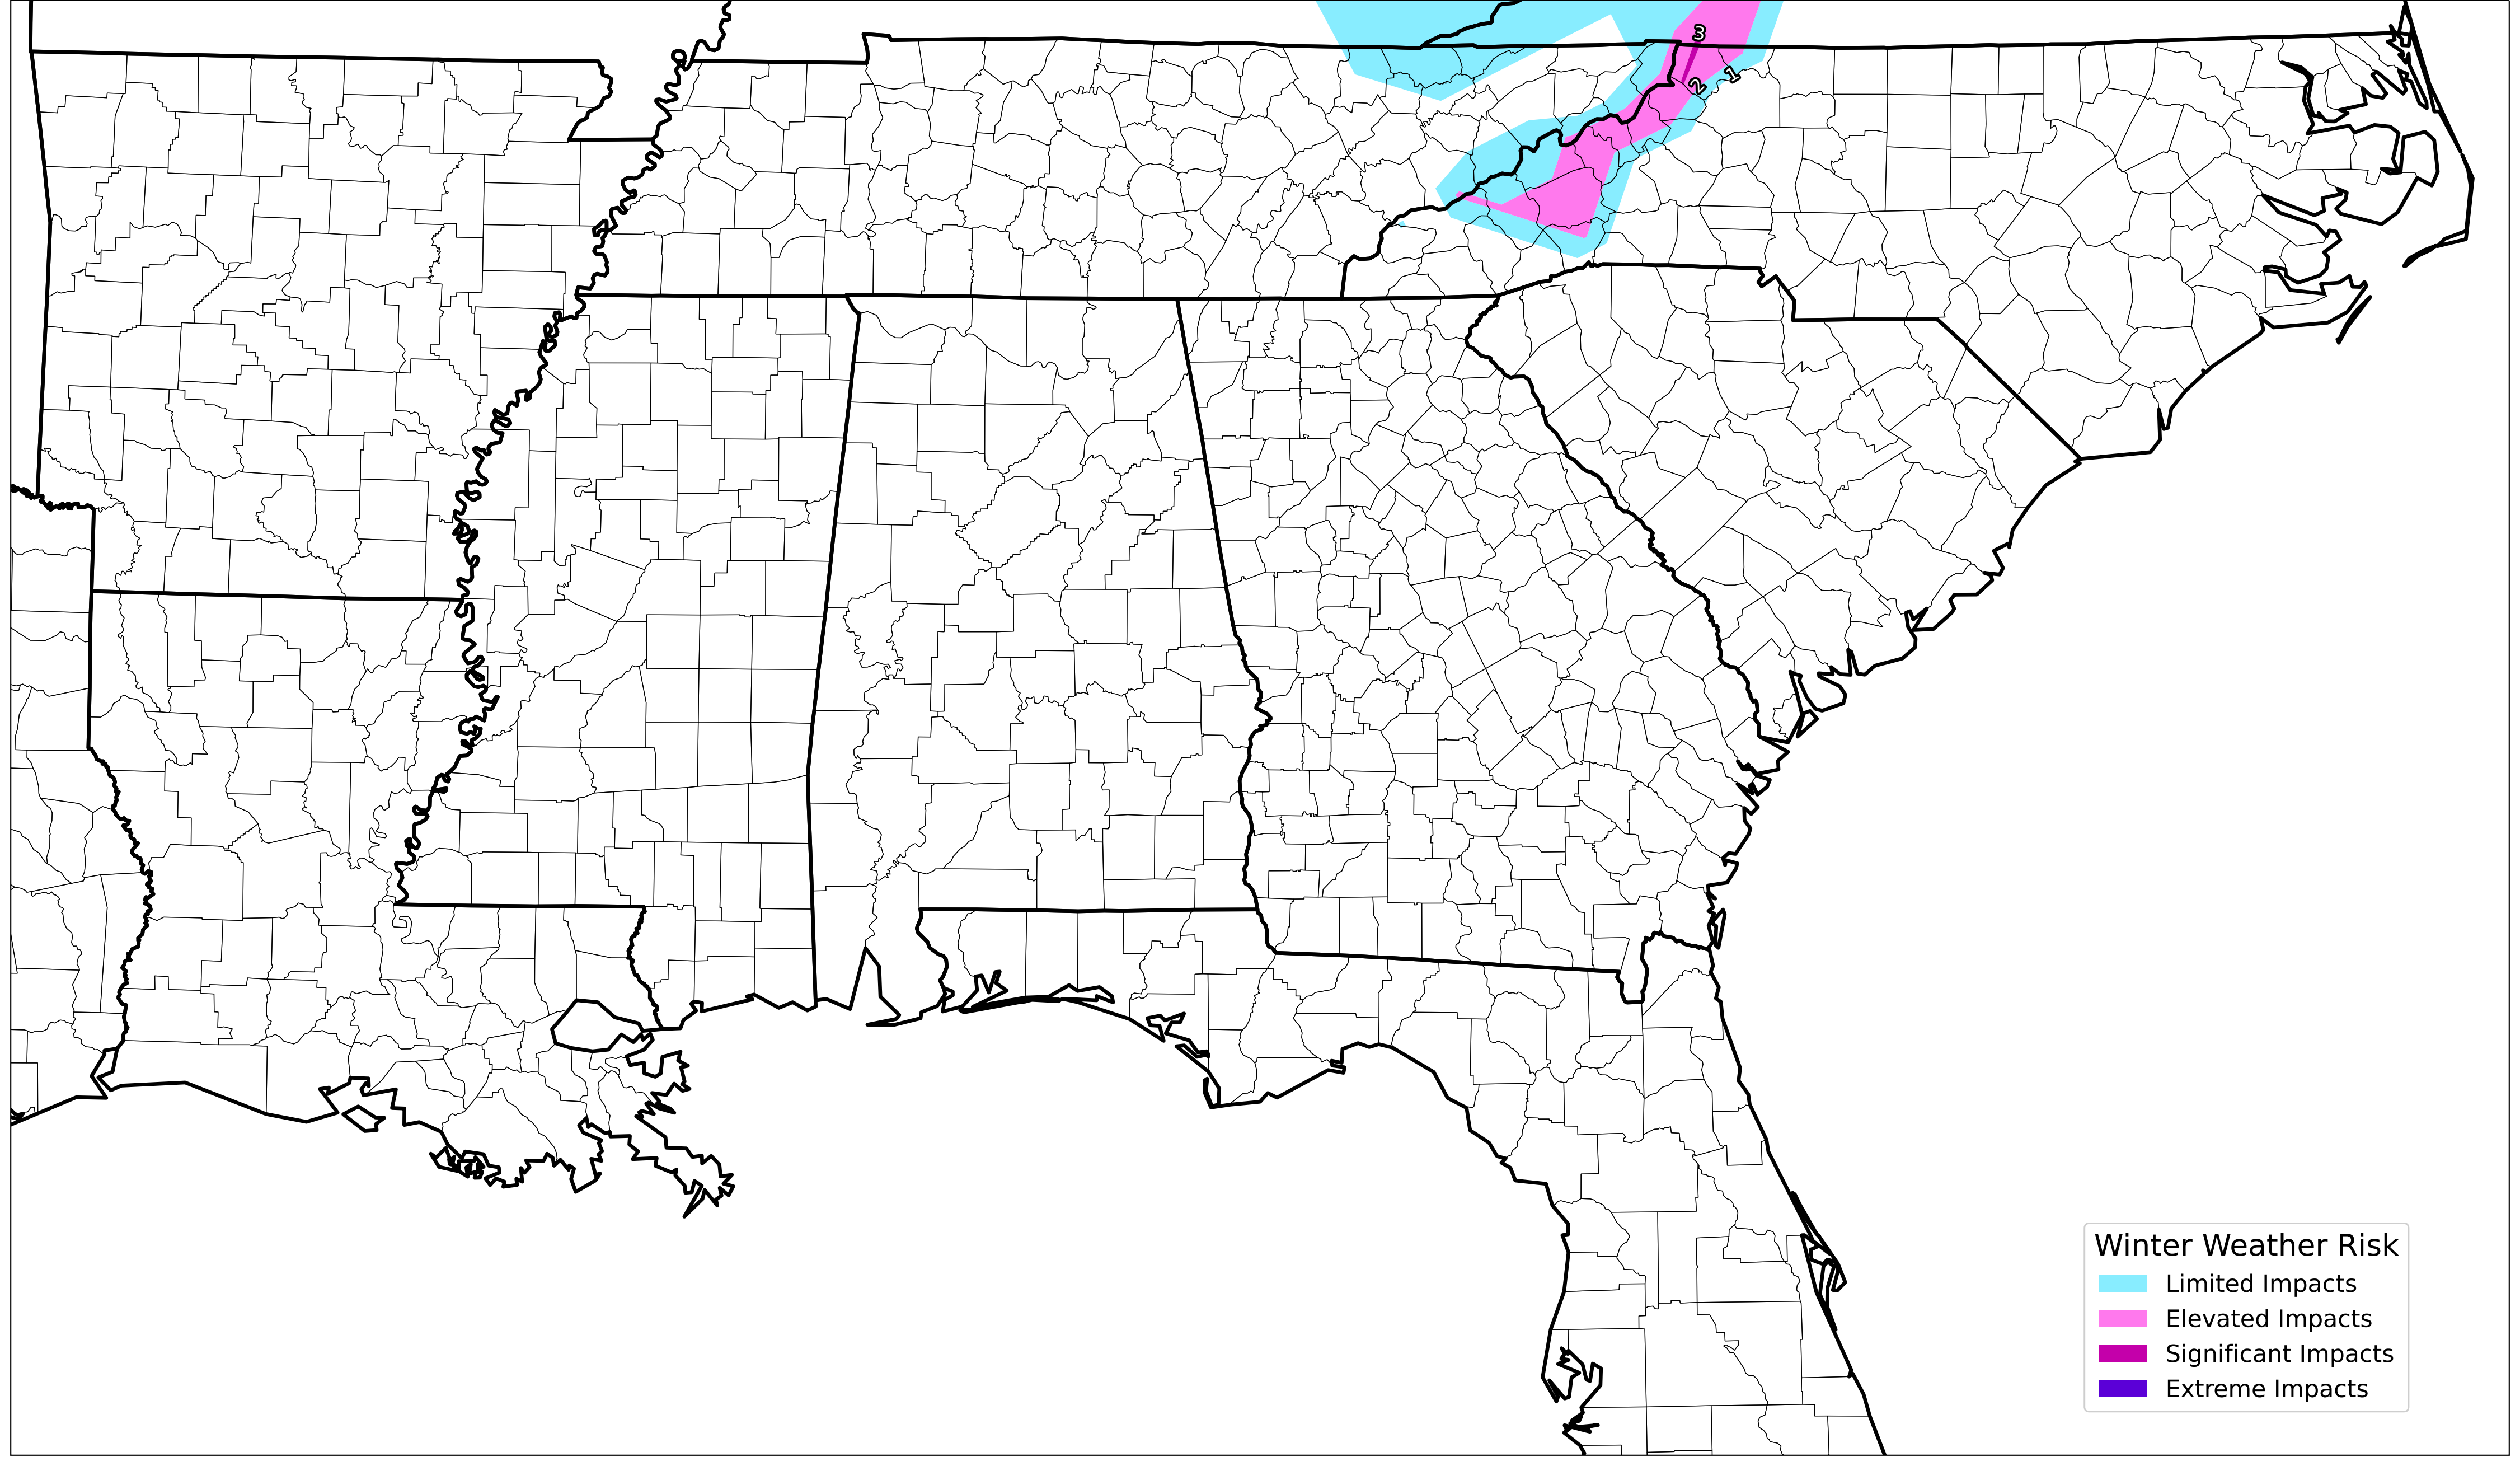 3
1
2
Winter Weather Risk
Limited Impacts
Elevated Impacts
Significant Impacts
Extreme Impacts